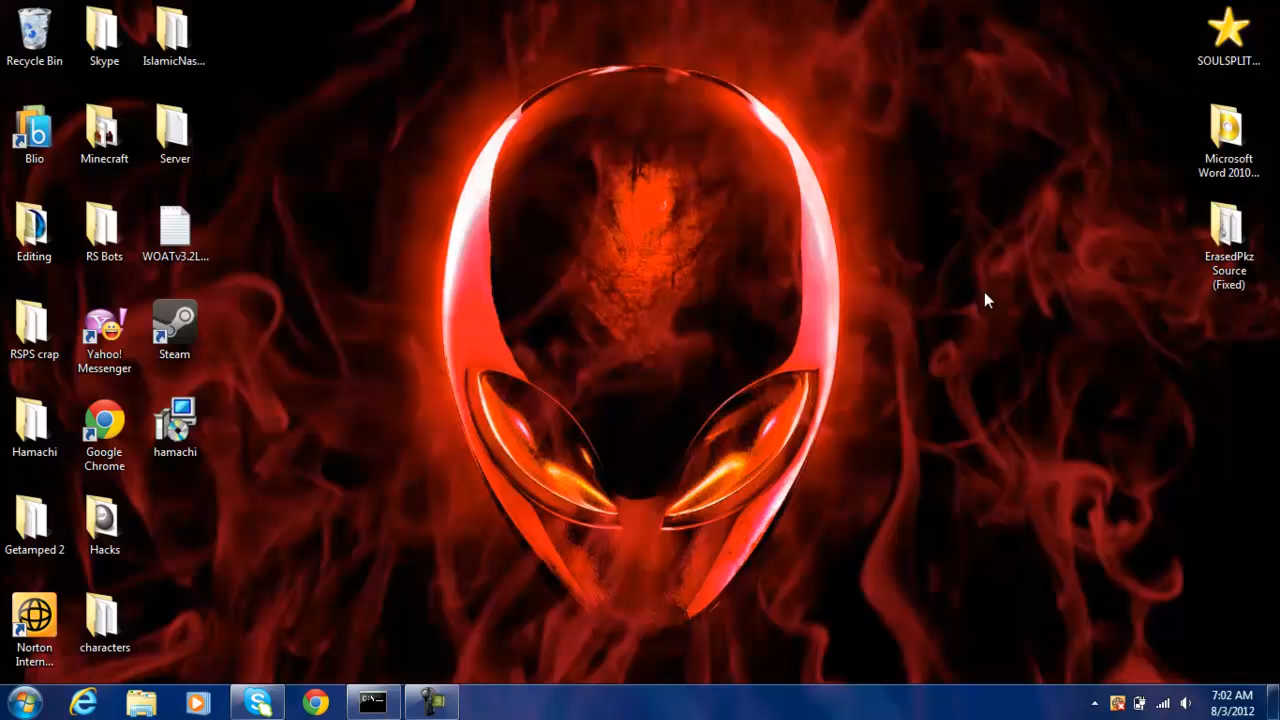 Recycle Bin
Skype
IslamicNas...
SOULSPLIT...
Blio
Minecraft
Server
Microsoft
Word 2010...
Editing
RS Bots
WOATv3.2L...
ErasedPkz
Source
(Fixed)
RSPS crap
Yahoo!
Messenger
Steam
Hamachi
Google
Chrome
hamachi
Getamped 2
Hacks
Norton
Intern...
characters
C:\.
7:02 AM
8/3/2012